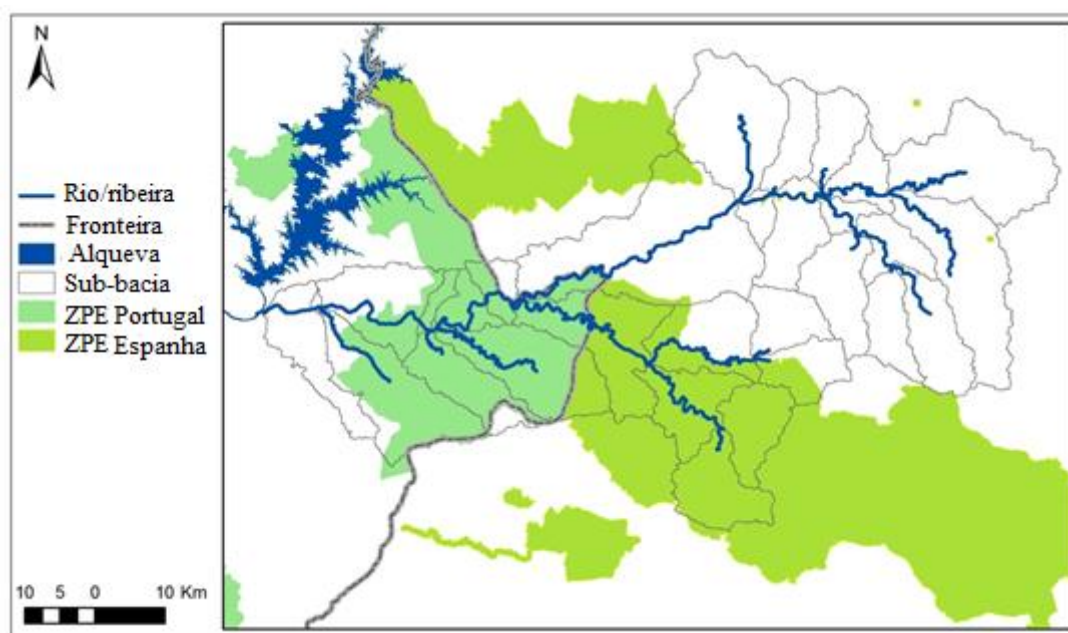 N
Rio/ribeira
Fronteira
Alqueva
Sub-bacia
ZPE Portugal
ZPE Espanha
10 5 0 10 Km